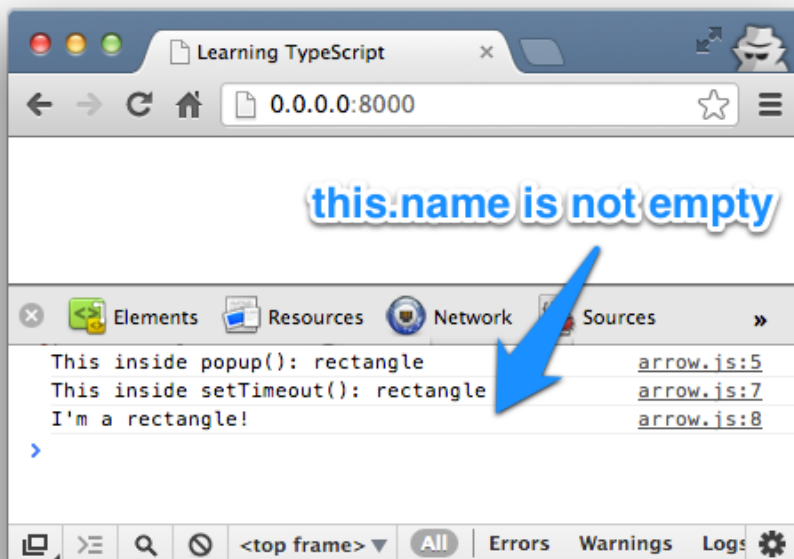 Learning TypeScript
0.0.0.0:8000
this.name is not empty
Elements Resources Network Sources »
This inside popup(): rectangle arrow.js:5
This inside setTimeout(): rectangle arrow.js:7
I'm a rectangle! arrow.js:8
>
<top frame> All Errors Warnings Logs